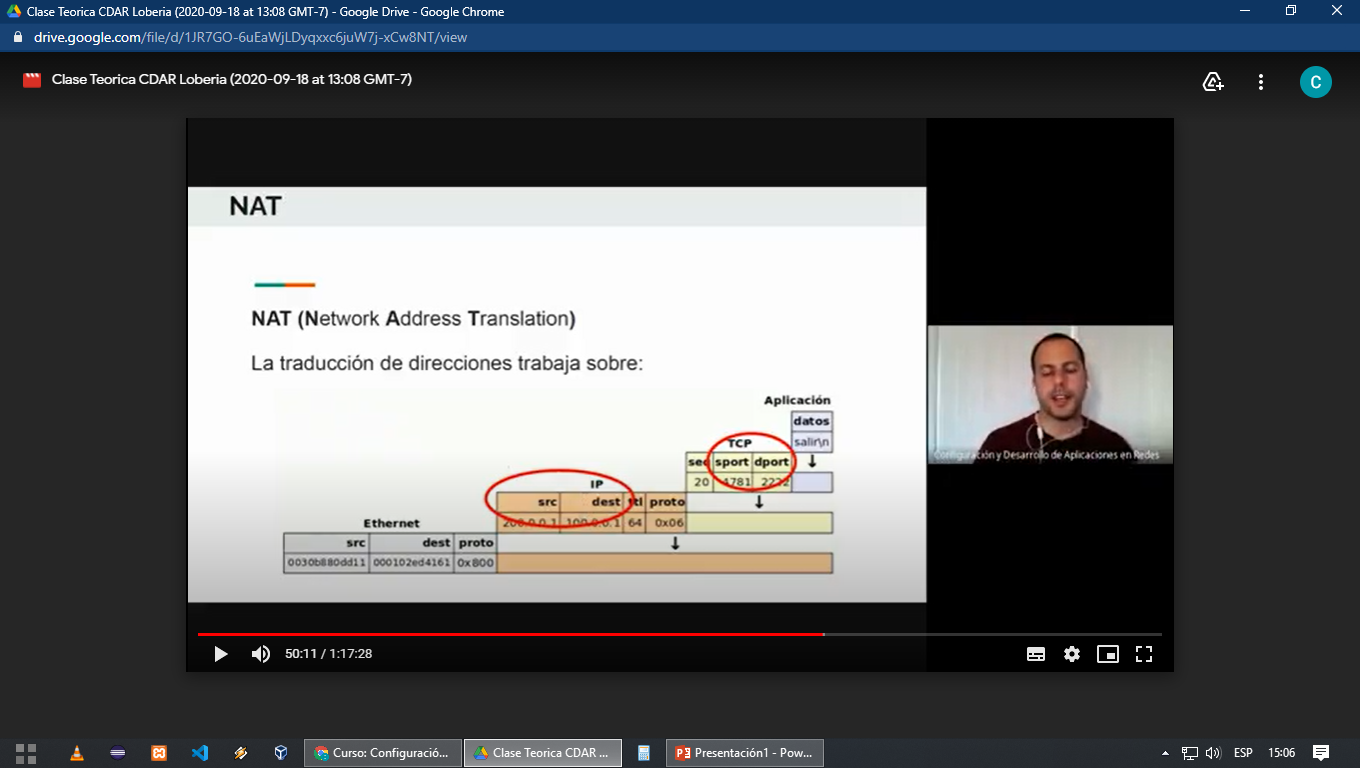 Clase Teorica CDAR Loberia (2020-09-18 at 13:08 GMT-7) - Google Drive - Google Chrome
drive.google.com/file/d/1JR7GO-6uEaWjLDyqxxc6juW7j-xCw8NT/view
Clase Teorica CDAR Loberia (2020-09-18 at 13:08 GMT-7)
C
NAT
NAT (Network Address Translation)
La traducción de direcciones trabaja sobre:
Aplicación
datos
TCP
salir\n
sec sport dport
20 4781 2222
IP
src dest ttl proto
200.0.0.1 100.0.0.1 64 0x06
Ethernet
src dest proto
0030b880dd11 000102ed4161 0x800
Configuración y Desarrollo de Aplicaciones en Redes
50:11 / 1:17:28
Curso: Configuració...
Clase Teorica CDAR ...
Presentación1 - Pow...
ESP
15:06